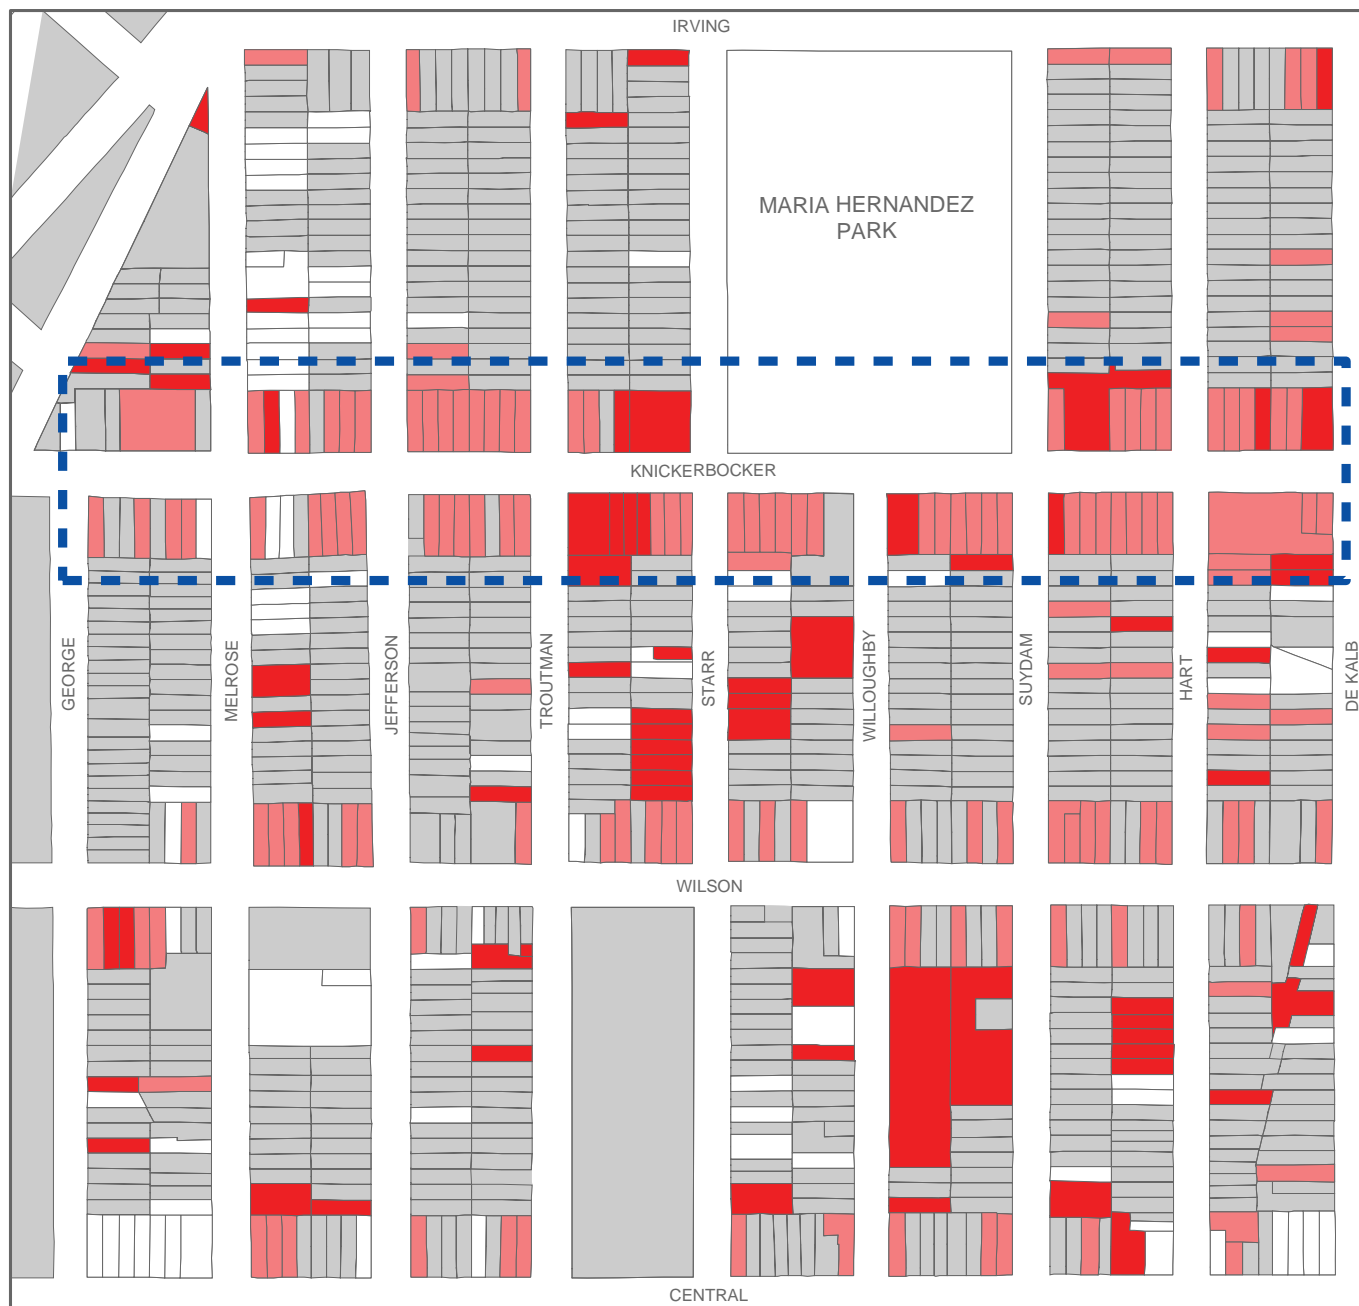 IRVING
MARIA HERNANDEZ
PARK
KNICKERBOCKER
GEORGE
MELROSE
JEFFERSON
TROUTMAN
STARR
WILLOUGHBY
SUYDAM
HART
DE KALB
WILSON
CENTRAL